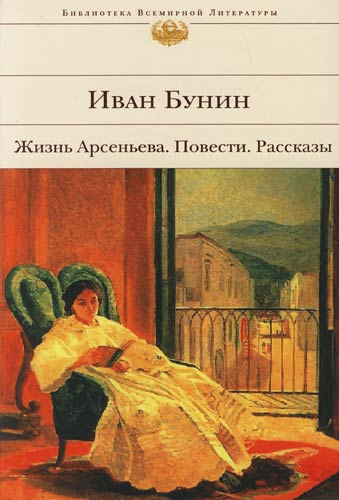 Библиотека Всемирной Литературы
Иван Бунин
Жизнь Арсеньева. Повести. Рассказы